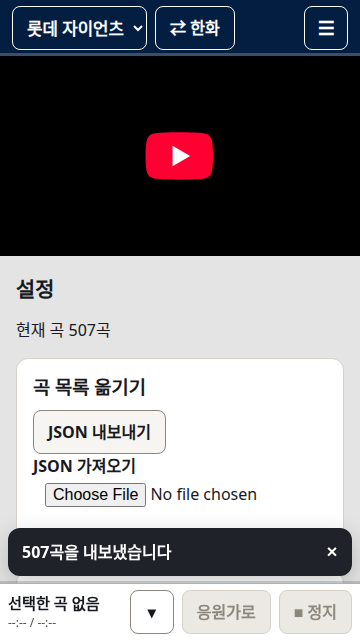 롯데 자이언츠
⇄ 한화
☰
설정
현재 곡 507곡
곡 목록 옮기기
JSON 내보내기
JSON 가져오기
Choose File No file chosen
507곡을 내보냈습니다 ×
선택한 곡 없음
--:-- / --:--
▼
응원가로
■ 정지